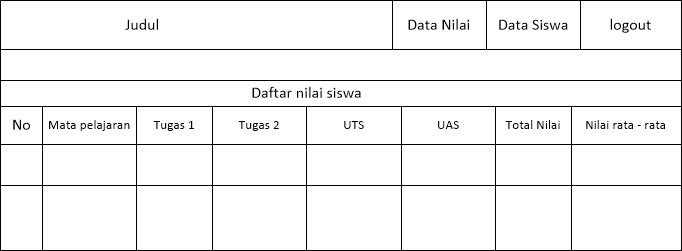 Judul Data Nilai Data Siswa logout
Daftar nilai siswa
No Mata pelajaran Tugas 1 Tugas 2 UTS UAS Total Nilai Nilai rata - rata